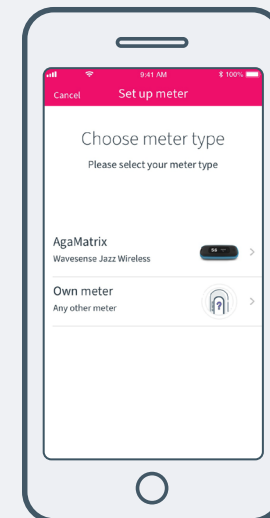 9:41 AM 100%
Cancel Set up meter
Choose meter type
Please select your meter type
AgaMatrix
Wavesense Jazz Wireless
Own meter
Any other meter
?